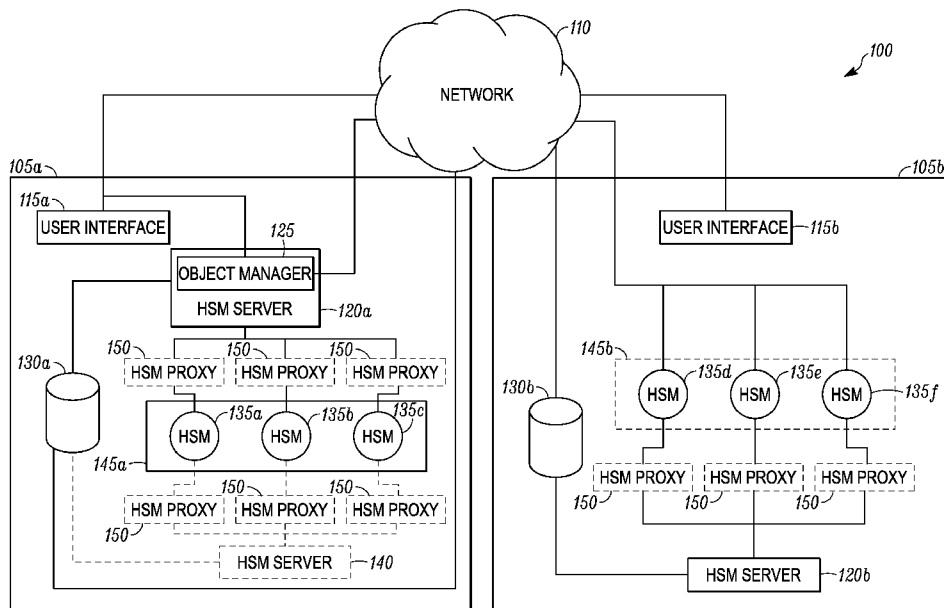 110
100
NETWORK
105a
105b
115a
USER INTERFACE
USER INTERFACE
115b
125
OBJECT MANAGER
HSM SERVER
120a
150
150
150
HSM PROXY
HSM PROXY
HSM PROXY
130a
135a
135b
135c
HSM
HSM
HSM
145a
150
150
HSM PROXY
HSM PROXY
HSM PROXY
150
HSM SERVER
140
145b
135d
135e
135f
HSM
HSM
HSM
130b
HSM PROXY
HSM PROXY
HSM PROXY
150
150
150
HSM SERVER
120b